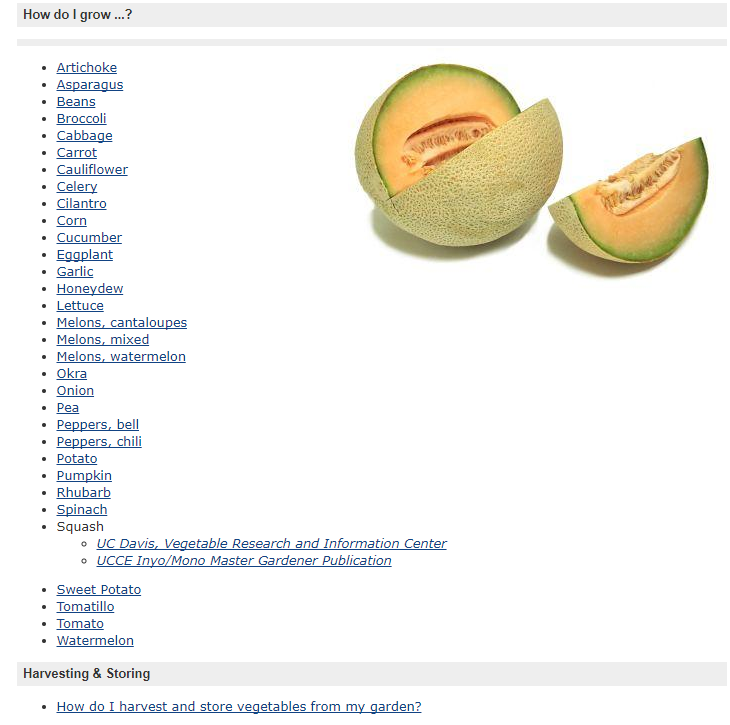 How do I grow ...?
Artichoke
Asparagus
Beans
Broccoli
Cabbage
Carrot
Cauliflower
Celery
Cilantro
Corn
Cucumber
Eggplant
Garlic
Honeydew
Lettuce
Melons, cantaloupes
Melons, mixed
Melons, watermelon
Okra
Onion
Pea
Peppers, bell
Peppers, chili
Potato
Pumpkin
Rhubarb
Spinach
Squash
UC Davis, Vegetable Research and Information Center
UCCE Inyo/Mono Master Gardener Publication
Sweet Potato
Tomatillo
Tomato
Watermelon
Harvesting & Storing
How do I harvest and store vegetables from my garden?